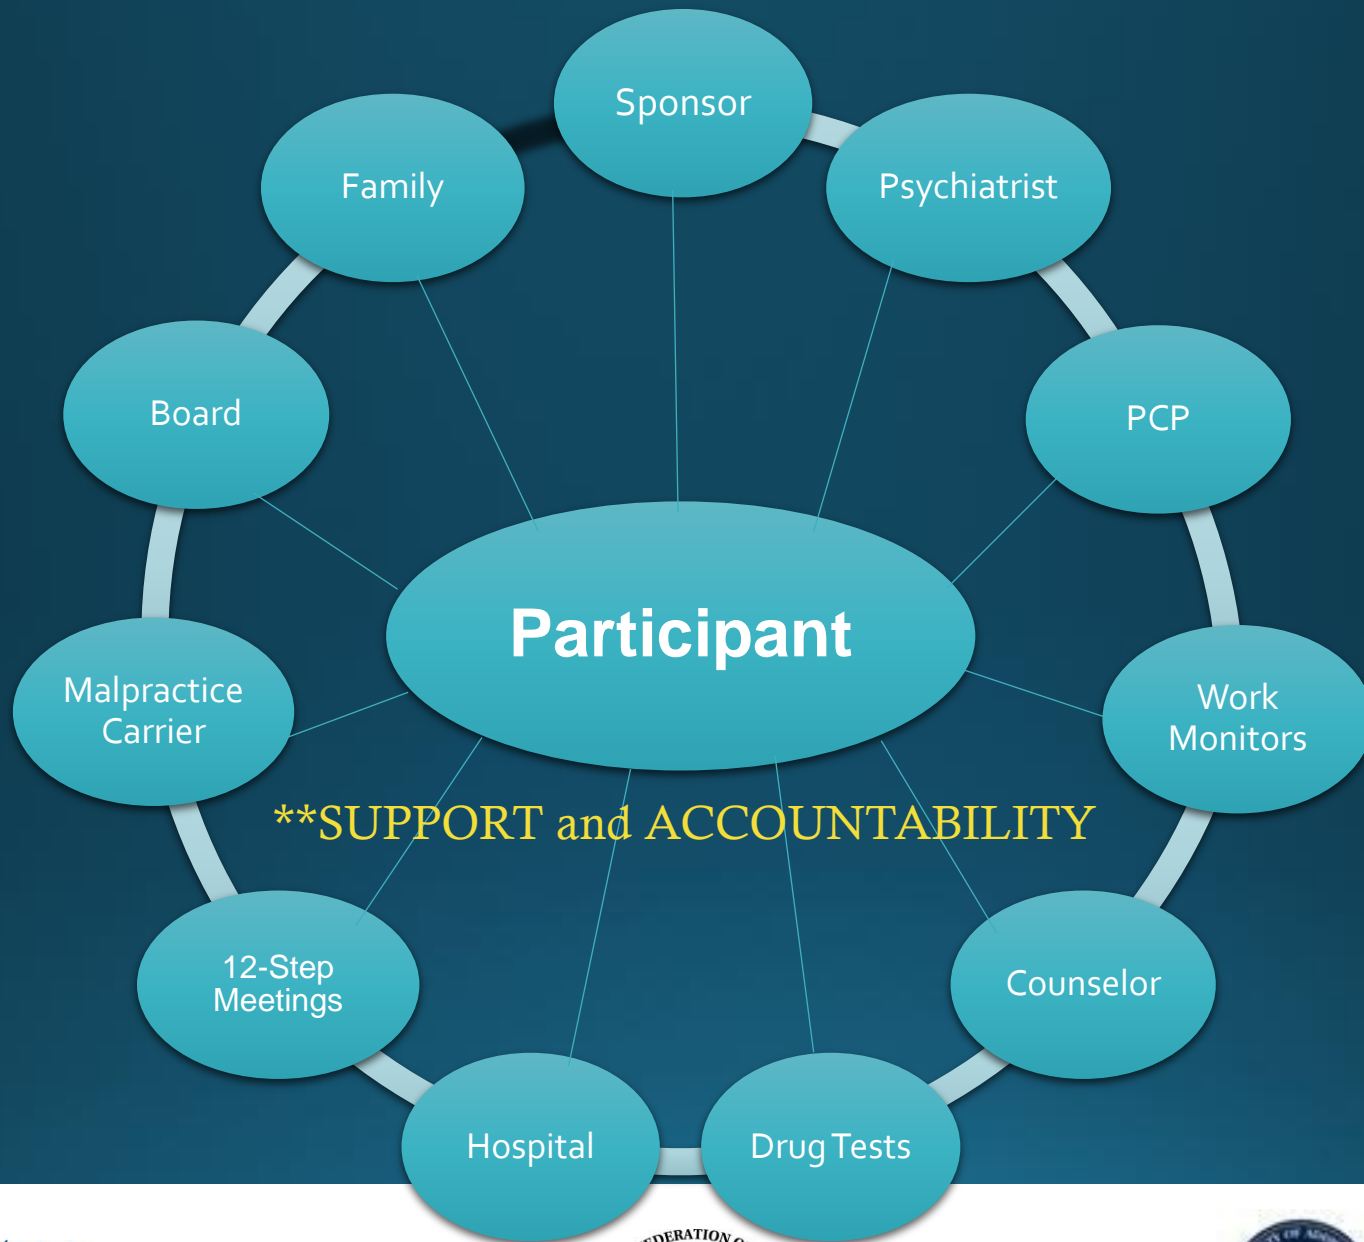 Sponsor
Family
Psychiatrist
Board
PCP
Participant
Malpractice
Carrier
Work
Monitors
**SUPPORT and ACCOUNTABILITY
12-Step
Meetings
Counselor
Hospital
Drug Tests